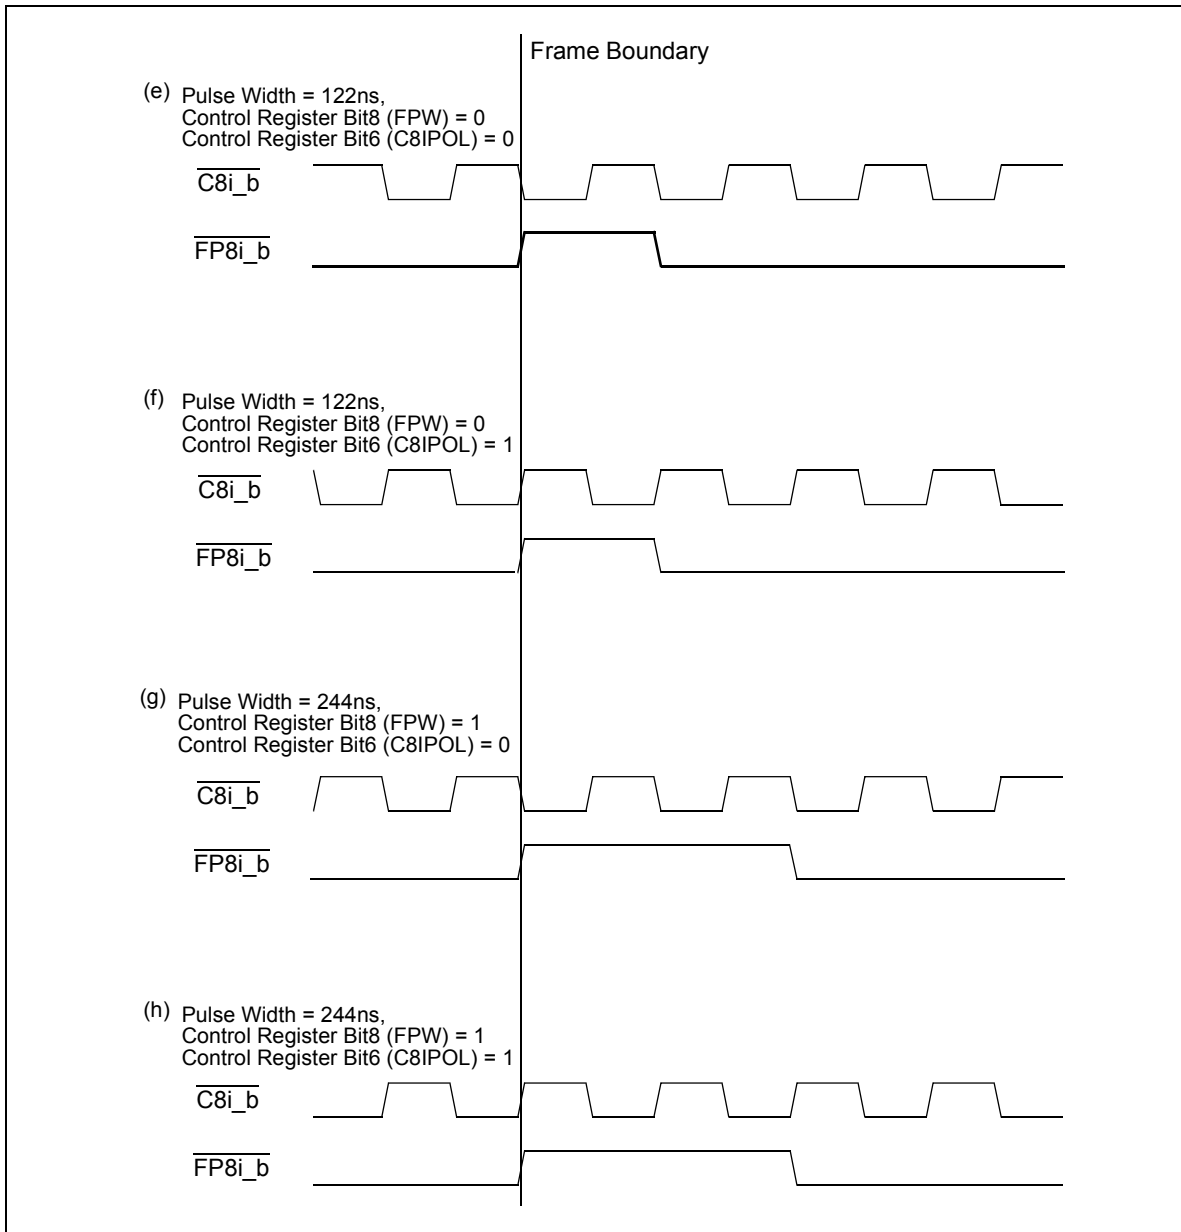 Frame Boundary
(e) Pulse Width = 122ns,
Control Register Bit8 (FPW) = 0
Control Register Bit6 (C8IPOL) = 0
C8i_b
FP8i_b
(f) Pulse Width = 122ns,
Control Register Bit8 (FPW) = 0
Control Register Bit6 (C8IPOL) = 1
C8i_b
FP8i_b
(g) Pulse Width = 244ns,
Control Register Bit8 (FPW) = 1
Control Register Bit6 (C8IPOL) = 0
C8i_b
FP8i_b
(h) Pulse Width = 244ns,
Control Register Bit8 (FPW) = 1
Control Register Bit6 (C8IPOL) = 1
C8i_b
FP8i_b